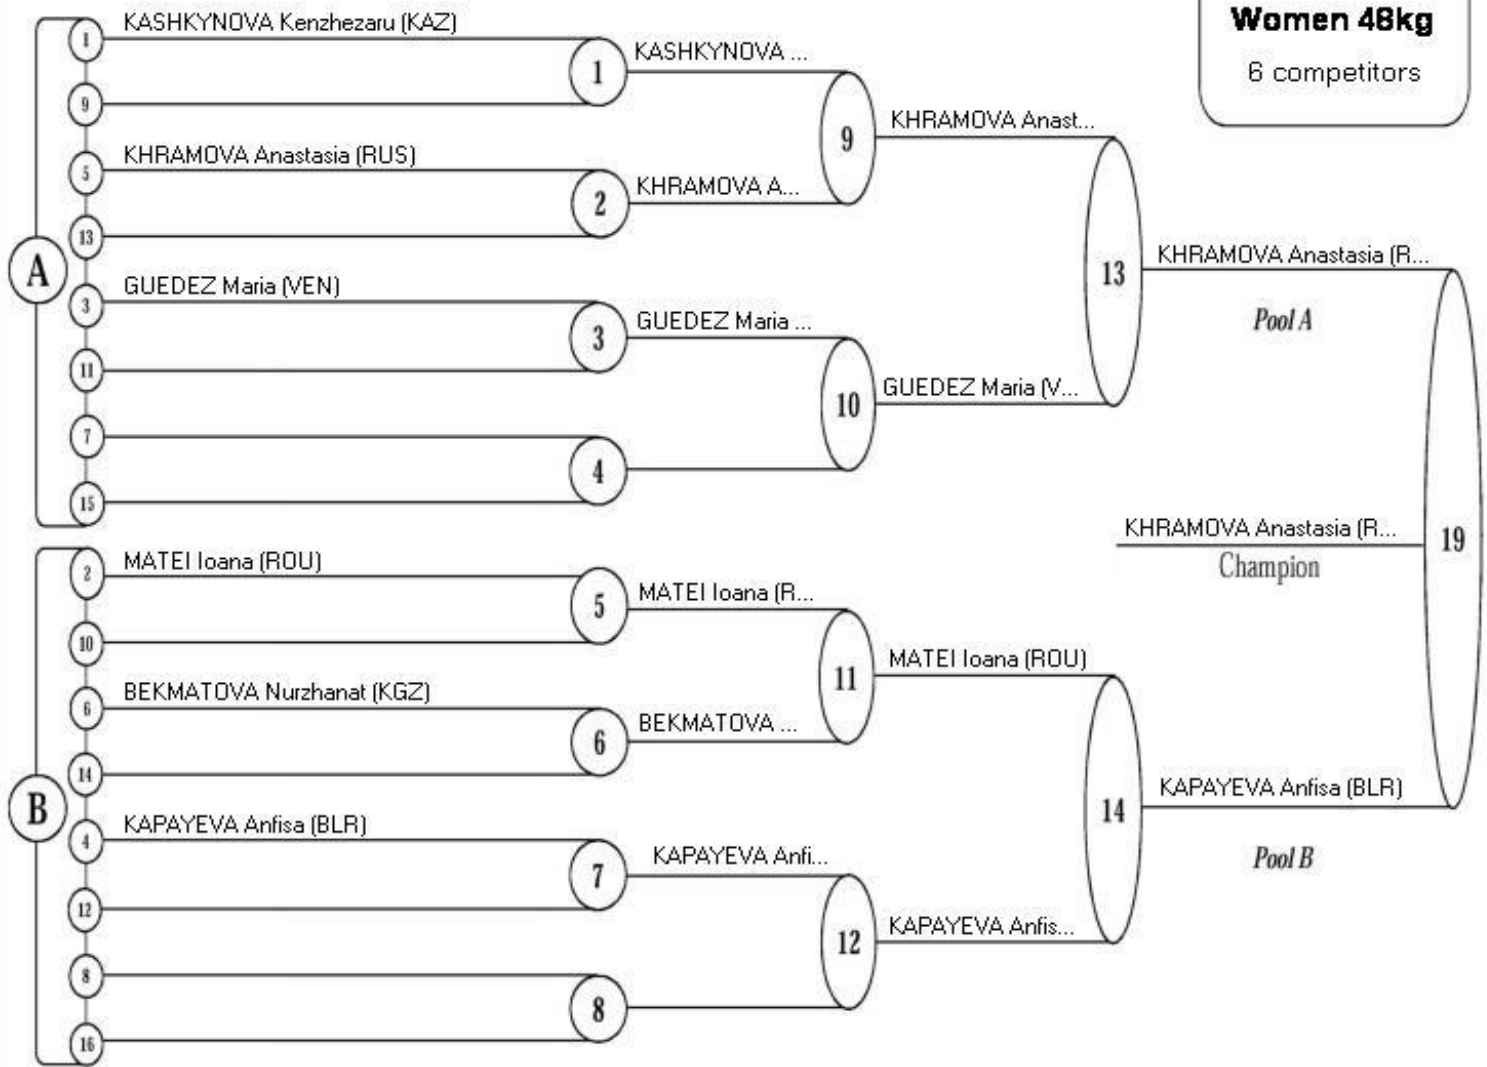 Women 48kg
6 competitors
A
1
KASHKYNOVA Kenzhezaru (KAZ)
9
1
KASHKYNOVA ...
5
KHRAMOVA Anastasia (RUS)
13
2
KHRAMOVA A...
9
KHRAMOVA Anast...
3
GUEDEZ Maria (VEN)
11
3
GUEDEZ Maria ...
7
15
4
10
GUEDEZ Maria (V...
13
KHRAMOVA Anastasia (R...
Pool A
KHRAMOVA Anastasia (R...
Champion
19
B
2
MATEI Ioana (ROU)
10
5
MATEI Ioana (R...
6
BEKMATOVA Nurzhanat (KGZ)
14
6
BEKMATOVA ...
11
MATEI Ioana (ROU)
4
KAPAYEVA Anfisa (BLR)
12
7
KAPAYEVA Anfi...
8
16
8
12
KAPAYEVA Anfis...
14
KAPAYEVA Anfisa (BLR)
Pool B